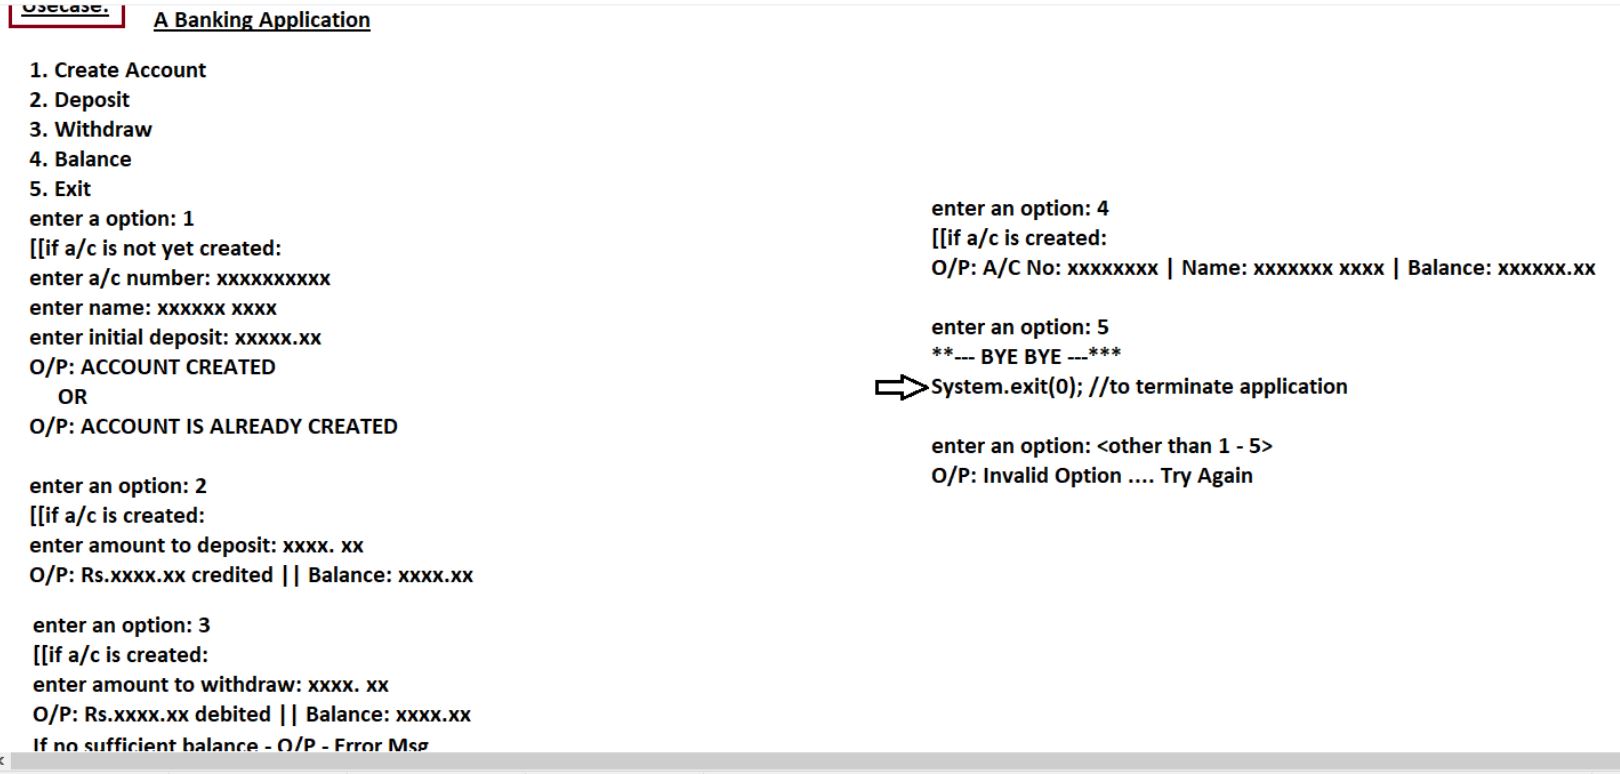 Usecase:
A Banking Application
1. Create Account
2. Deposit
3. Withdraw
4. Balance
5. Exit
enter a option: 1
[[if a/c is not yet created:
enter a/c number: xxxxxxxxxx
enter name: xxxxxx xxxx
enter initial deposit: xxxxx.xx
O/P: ACCOUNT CREATED
OR
O/P: ACCOUNT IS ALREADY CREATED
enter an option: 2
[[if a/c is created:
enter amount to deposit: xxxx. xx
O/P: Rs.xxxx.xx credited || Balance: xxxx.xx
enter an option: 3
[[if a/c is created:
enter amount to withdraw: xxxx. xx
O/P: Rs.xxxx.xx debited || Balance: xxxx.xx
If no sufficient balance - O/P - Error Msg
enter an option: 4
[[if a/c is created:
O/P: A/C No: xxxxxxxx | Name: xxxxxxx xxxx | Balance: xxxxxx.xx
enter an option: 5
**--- BYE BYE ---***
System.exit(0); //to terminate application
enter an option: <other than 1 - 5>
O/P: Invalid Option .... Try Again